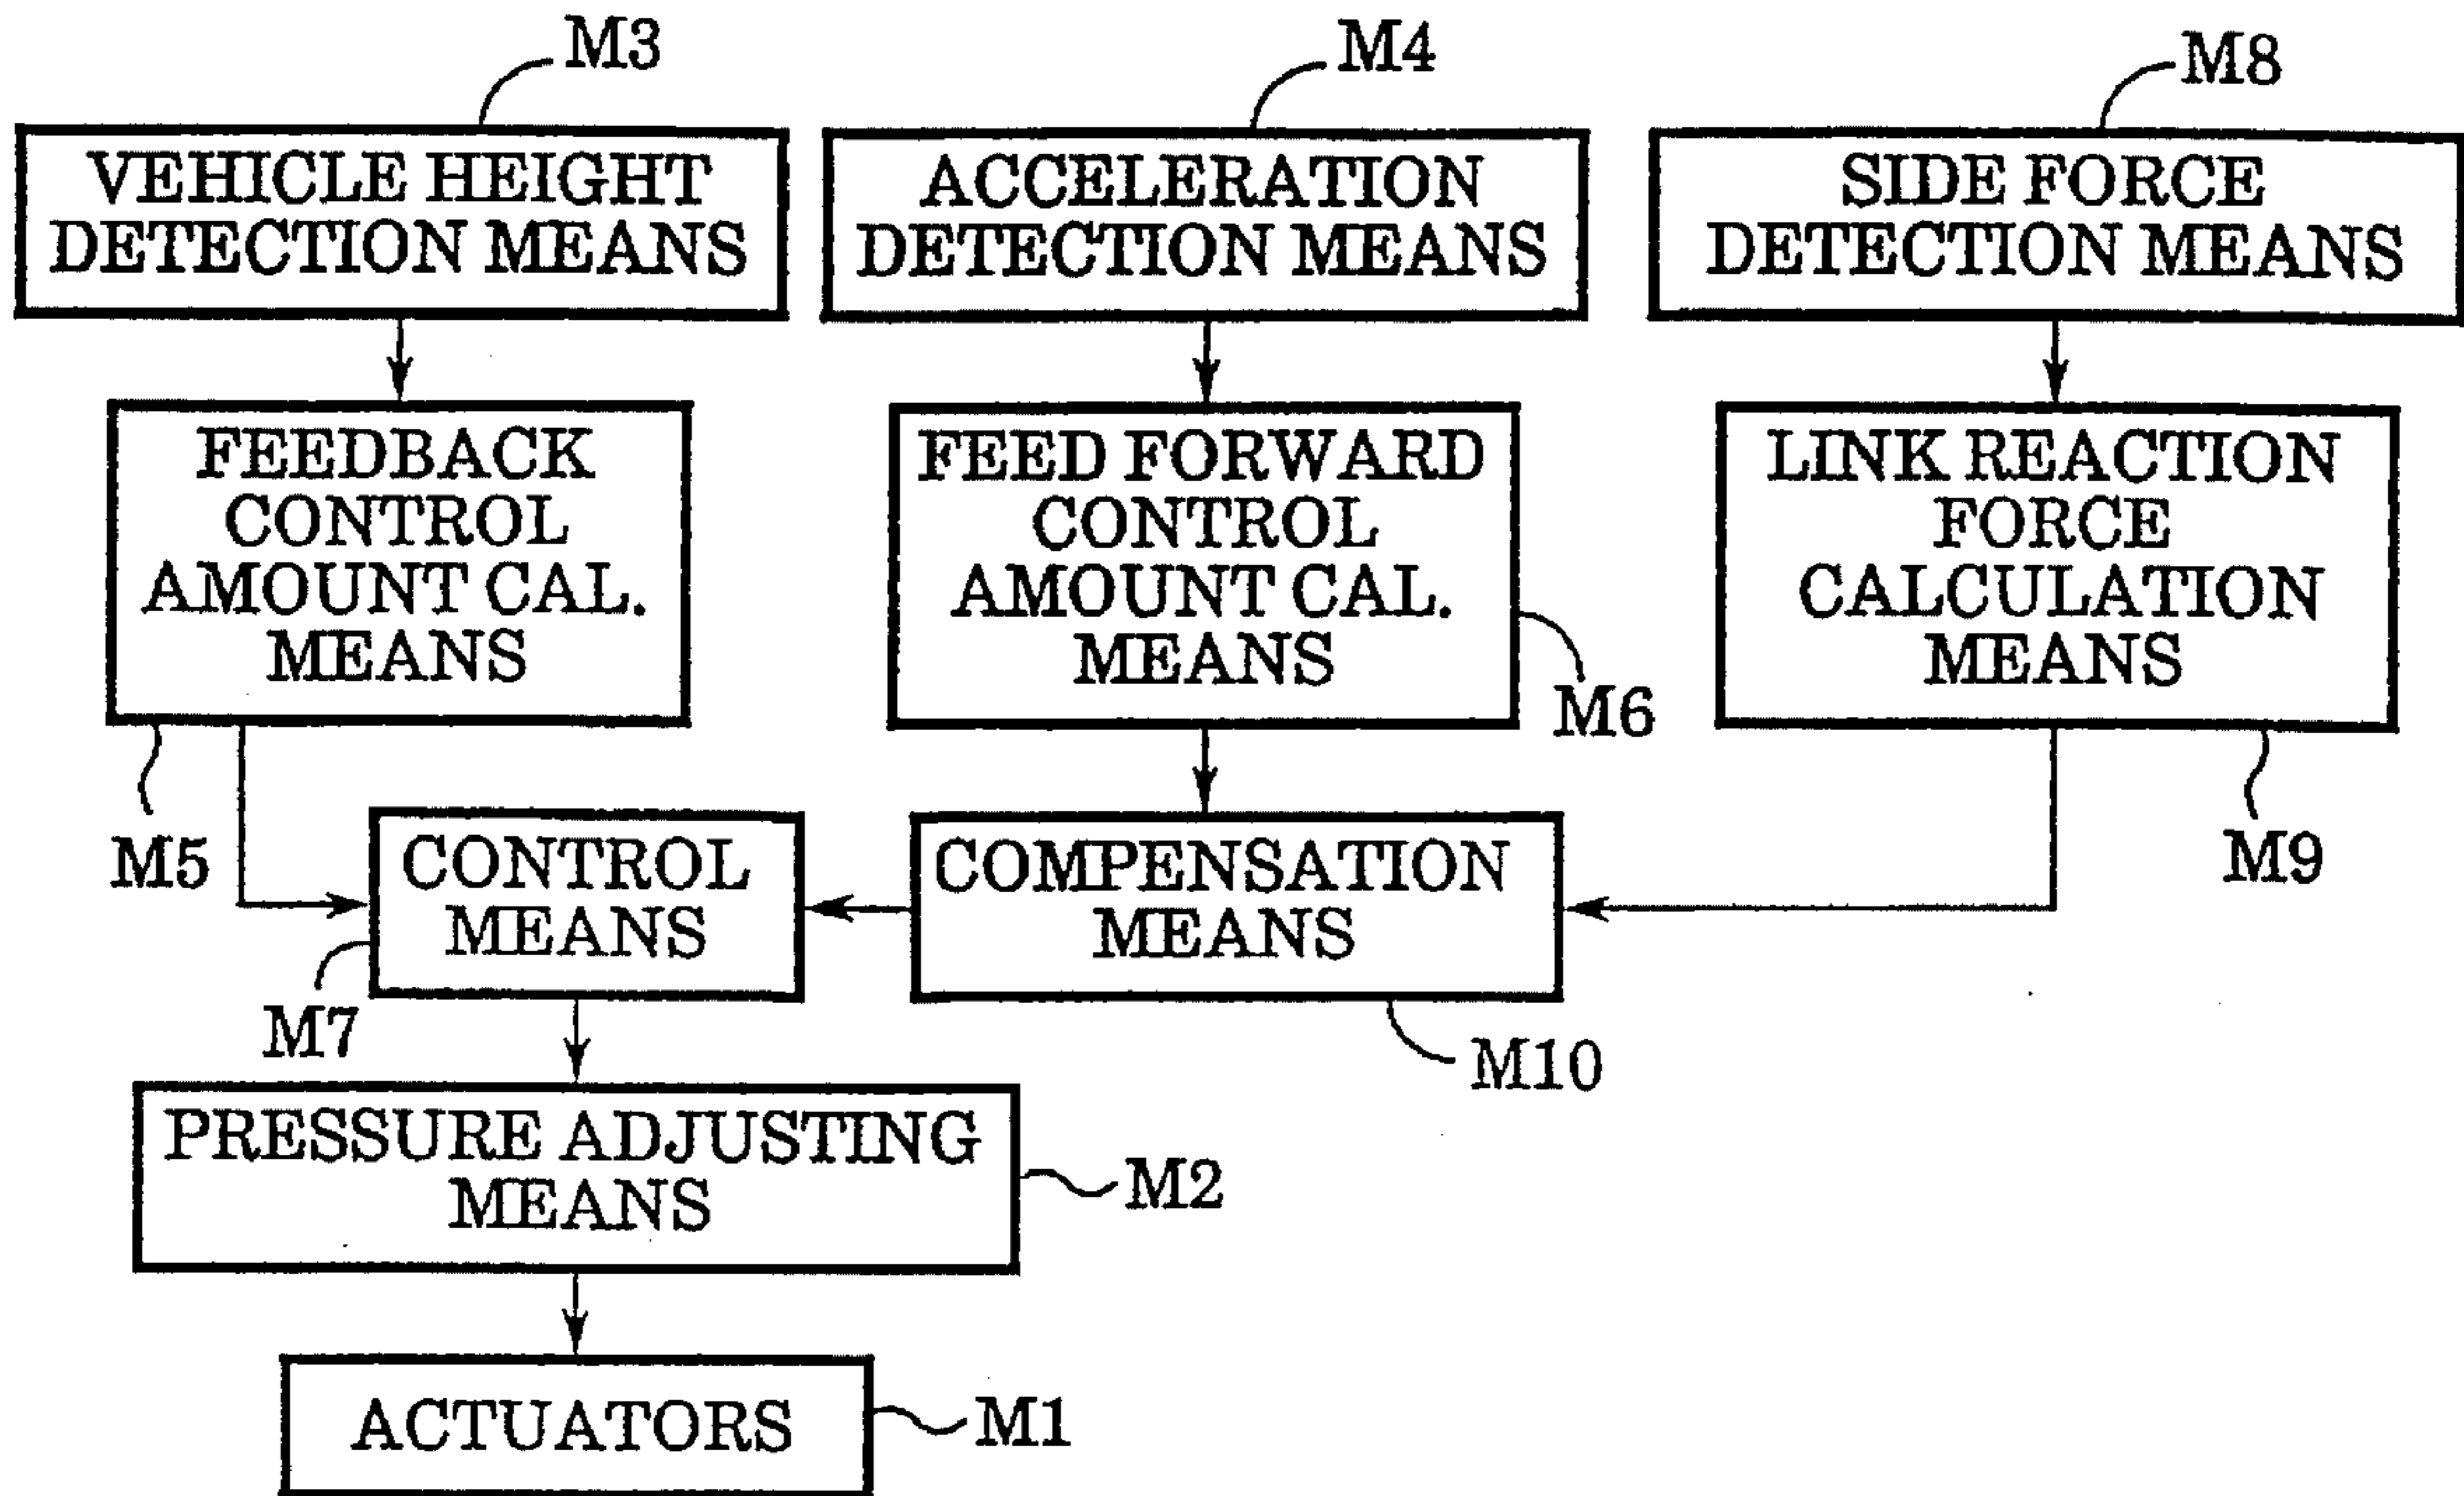 M3
M4
M8
VEHICLE HEIGHT
DETECTION MEANS
ACCELERATION
DETECTION MEANS
SIDE FORCE
DETECTION MEANS
FEEDBACK
CONTROL
AMOUNT CAL.
MEANS
FEED FORWARD
CONTROL
AMOUNT CAL.
MEANS
LINK REACTION
FORCE
CALCULATION
MEANS
M6
M5
CONTROL
MEANS
COMPENSATION
MEANS
M9
M7
M10
PRESSURE ADJUSTING
MEANS
M2
ACTUATORS
M1